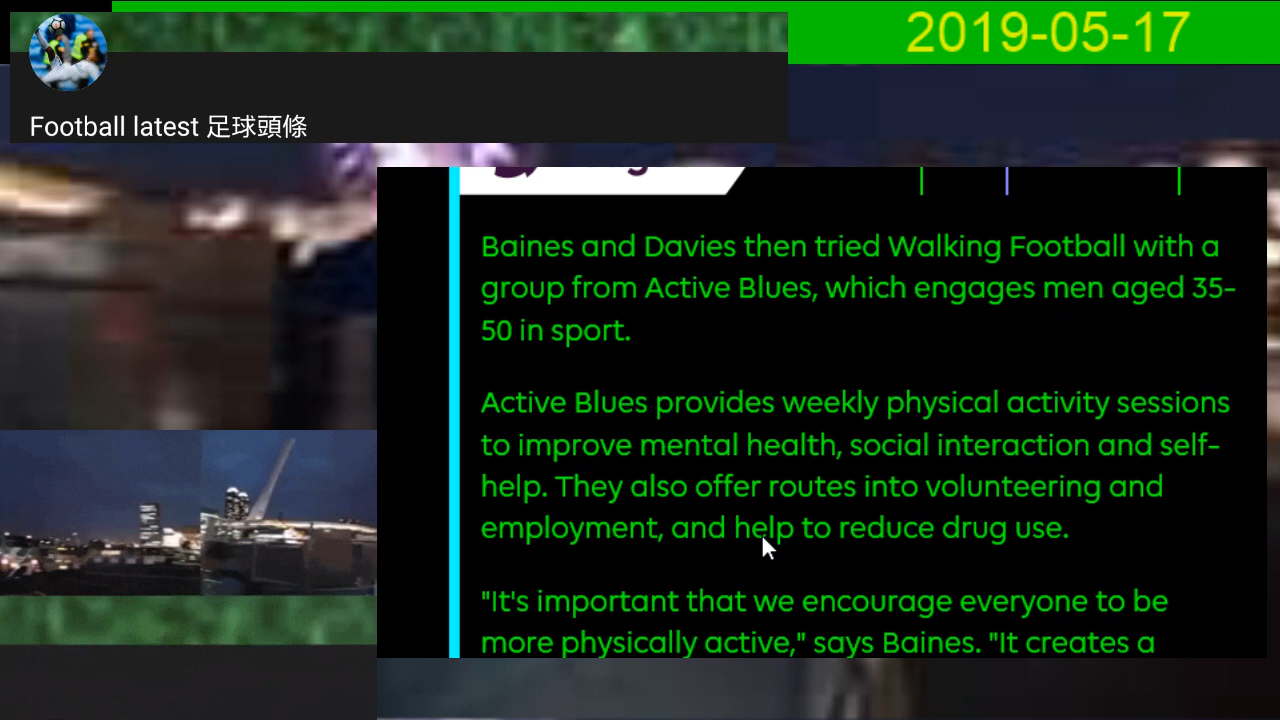 2019-05-17
Football latest 足球頭條
Baines and Davies then tried Walking Football with a
group from Active Blues, which engages men aged 35-
50 in sport.
Active Blues provides weekly physical activity sessions
to improve mental health, social interaction and self-
help. They also offer routes into volunteering and
employment, and help to reduce drug use.
"It's important that we encourage everyone to be
more physically active," says Baines. "It creates a